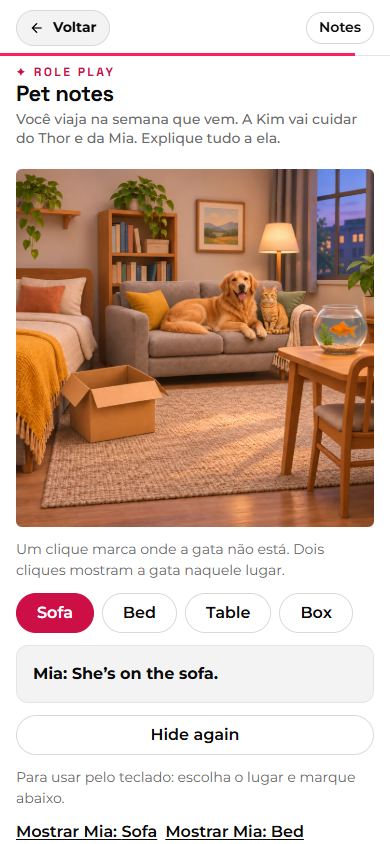 ← Voltar
Notes
✦ ROLE PLAY
Pet notes
Você viaja na semana que vem. A Kim vai cuidar
do Thor e da Mia. Explique tudo a ela.
Um clique marca onde a gata não está. Dois
cliques mostram a gata naquele lugar.
Sofa Bed Table Box
Mia: She’s on the sofa.
Hide again
Para usar pelo teclado: escolha o lugar e marque
abaixo.
Mostrar Mia: Sofa Mostrar Mia: Bed